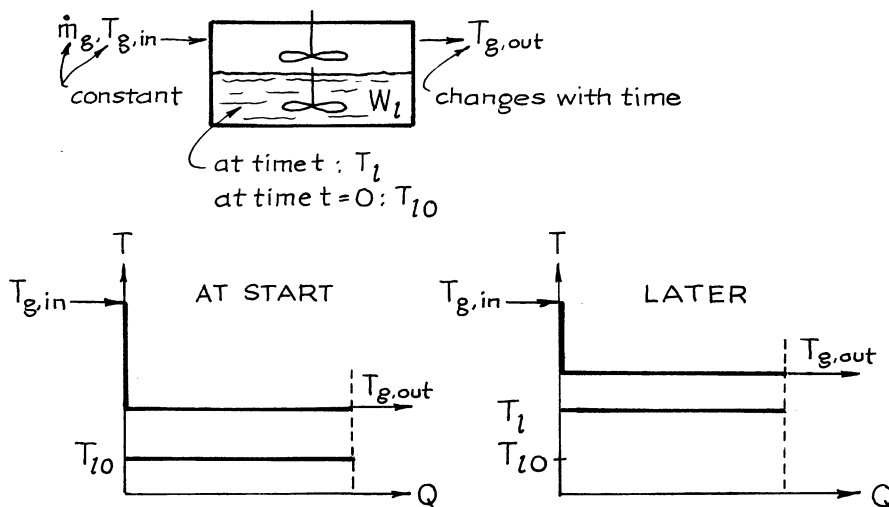 ṁg, Tg,in
Tg,out
constant
Wl
changes with time
at time t : Tl
at time t = 0 : Tl0
T
Tg,in
AT START
Tg,out
Tl0
Q
T
Tg,in
LATER
Tg,out
Tl
Tl0
Q